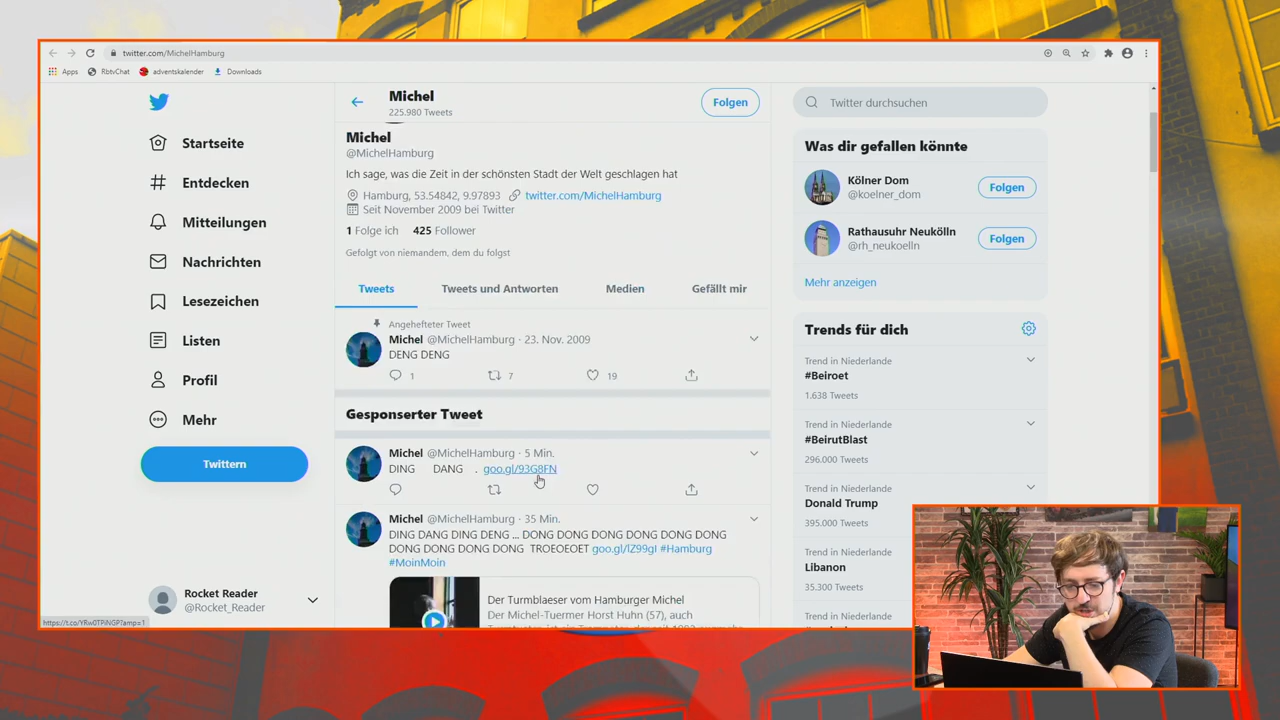 twitter.com/MichelHamburg
Apps RbtvChat adventskalender Downloads
Michel
225.980 Tweets
Folgen
Twitter durchsuchen
Startseite
Entdecken
Mitteilungen
Nachrichten
Lesezeichen
Listen
Profil
Mehr
Twittern
Rocket Reader
@Rocket_Reader
https://t.co/YRw0TPiNGP?amp=1
Michel
@MichelHamburg
Ich sage, was die Zeit in der schönsten Stadt der Welt geschlagen hat
Hamburg, 53.54842, 9.97893 twitter.com/MichelHamburg
Seit November 2009 bei Twitter
1 Folge ich 425 Follower
Gefolgt von niemandem, dem du folgst
Tweets Tweets und Antworten Medien Gefällt mir
Angehefteter Tweet
Michel @MichelHamburg · 23. Nov. 2009
DENG DENG
1 7 19
Gesponserter Tweet
Michel @MichelHamburg · 5 Min.
DING DANG . goo.gl/93G8FN
Michel @MichelHamburg · 35 Min.
DING DANG DING DENG ... DONG DONG DONG DONG DONG DONG
DONG DONG DONG DONG TROEOEOET goo.gl/lZ99gI #Hamburg
#MoinMoin
Der Turmblaeser vom Hamburger Michel
Der Michel-Tuermer Horst Huhn (57), auch
Was dir gefallen könnte
Kölner Dom
@koelner_dom
Folgen
Rathausuhr Neukölln
@rh_neukoelln
Folgen
Mehr anzeigen
Trends für dich
Trend in Niederlande
#Beiroet
1.638 Tweets
Trend in Niederlande
#BeirutBlast
296.000 Tweets
Trend in Niederlande
Donald Trump
395.000 Tweets
Trend in Niederlande
Libanon
35.300 Tweets
Trend in Niederlande